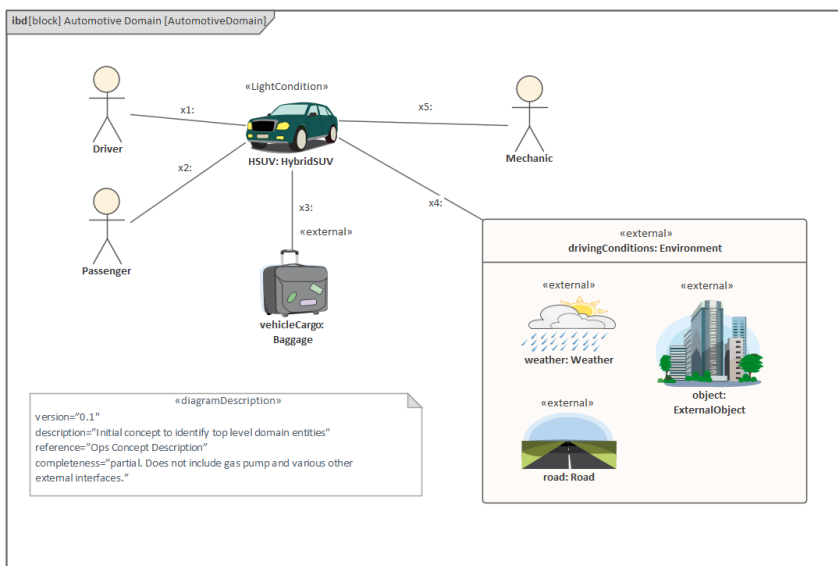 ibd[block] Automotive Domain [AutomotiveDomain]
«LightCondition»
x1:
x5:
Driver
HSUV: HybridSUV
Mechanic
x2:
x3:
x4:
Passenger
«external»
vehicleCargo:
Baggage
«external»
drivingConditions: Environment
«external»
weather: Weather
«external»
object:
ExternalObject
«external»
road: Road
«diagramDescription»
version="0.1"
description="Initial concept to identify top level domain entities"
reference="Ops Concept Description"
completeness="partial. Does not include gas pump and various other
external interfaces."